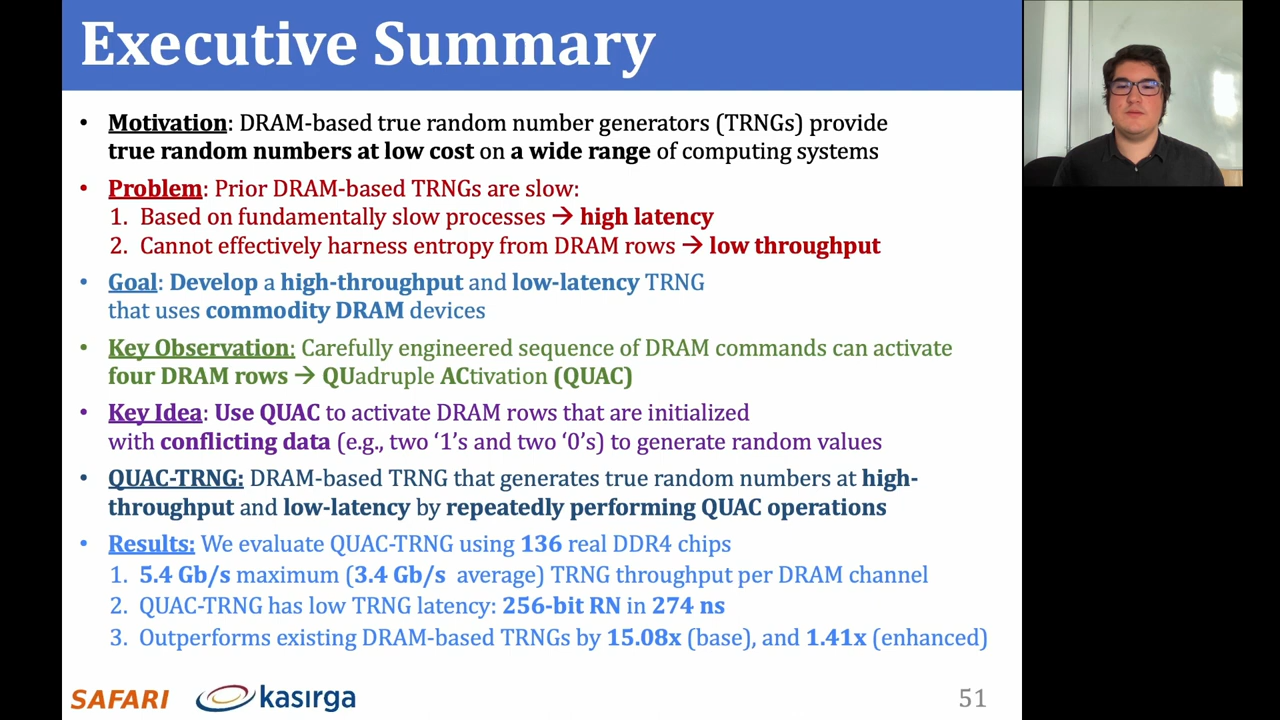 Executive Summary
• Motivation: DRAM-based true random number generators (TRNGs) provide
true random numbers at low cost on a wide range of computing systems
• Problem: Prior DRAM-based TRNGs are slow:
1. Based on fundamentally slow processes → high latency
2. Cannot effectively harness entropy from DRAM rows → low throughput
• Goal: Develop a high-throughput and low-latency TRNG
that uses commodity DRAM devices
• Key Observation: Carefully engineered sequence of DRAM commands can activate
four DRAM rows → QUadruple ACtivation (QUAC)
• Key Idea: Use QUAC to activate DRAM rows that are initialized
with conflicting data (e.g., two ‘1’s and two ‘0’s) to generate random values
• QUAC-TRNG: DRAM-based TRNG that generates true random numbers at high-
throughput and low-latency by repeatedly performing QUAC operations
• Results: We evaluate QUAC-TRNG using 136 real DDR4 chips
1. 5.4 Gb/s maximum (3.4 Gb/s average) TRNG throughput per DRAM channel
2. QUAC-TRNG has low TRNG latency: 256-bit RN in 274 ns
3. Outperforms existing DRAM-based TRNGs by 15.08x (base), and 1.41x (enhanced)
SAFARI kasırga 51